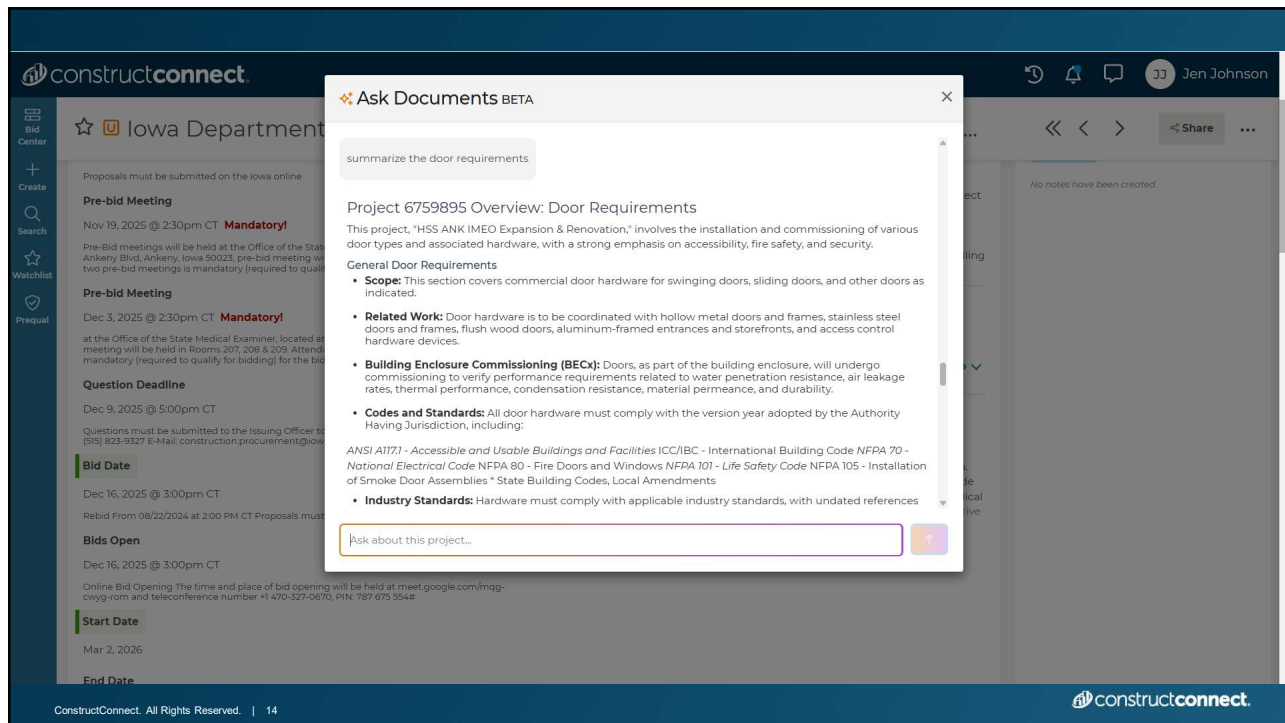 constructconnect.
JJ Jen Johnson
Bid
Center
Create
Search
Watchlist
Prequal
U Iowa Department
...
Share
...
Proposals must be submitted on the Iowa online
Pre-bid Meeting
Nov 19, 2025 @ 2:30pm CT Mandatory!
Pre-Bid meetings will be held at the Office of the Stat
Ankeny Blvd, Ankeny, Iowa 50023, pre-bid meeting wi
two pre-bid meetings is mandatory (required to quali
Pre-bid Meeting
Dec 3, 2025 @ 2:30pm CT Mandatory!
at the Office of the State Medical Examiner, located at
meeting will be held in Rooms 207, 208 & 209. Attend
mandatory (required to qualify for bidding) for the bi
Question Deadline
Dec 9, 2025 @ 5:00pm CT
Questions must be submitted to the Issuing Officer to
(515) 823-9327 E-Mail: construction.procurement@iow
Bid Date
Dec 16, 2025 @ 3:00pm CT
Rebid From 08/22/2024 at 2:00 PM CT Proposals must
Bids Open
Dec 16, 2025 @ 3:00pm CT
Online Bid Opening The time and place of bid opening will be held at meet.google.com/mqg-
cwyg-rom and teleconference number +1 470-327-0670, PIN: 787 675 554#
Start Date
Mar 2, 2026
End Date
Ask Documents BETA
summarize the door requirements
Project 6759895 Overview: Door Requirements
This project, "HSS ANK IMEO Expansion & Renovation," involves the installation and commissioning of various
door types and associated hardware, with a strong emphasis on accessibility, fire safety, and security.
General Door Requirements
• Scope: This section covers commercial door hardware for swinging doors, sliding doors, and other doors as
indicated.
• Related Work: Door hardware is to be coordinated with hollow metal doors and frames, stainless steel
doors and frames, flush wood doors, aluminum-framed entrances and storefronts, and access control
hardware devices.
• Building Enclosure Commissioning (BECx): Doors, as part of the building enclosure, will undergo
commissioning to verify performance requirements related to water penetration resistance, air leakage
rates, thermal performance, condensation resistance, material permeance, and durability.
• Codes and Standards: All door hardware must comply with the version year adopted by the Authority
Having Jurisdiction, including:
ANSI A117.1 - Accessible and Usable Buildings and Facilities ICC/IBC - International Building Code NFPA 70 -
National Electrical Code NFPA 80 - Fire Doors and Windows NFPA 101 - Life Safety Code NFPA 105 - Installation
of Smoke Door Assemblies * State Building Codes, Local Amendments
• Industry Standards: Hardware must comply with applicable industry standards, with undated references
Ask about this project...
ect
lling
de
ical
tive
No notes have been created
ConstructConnect. All Rights Reserved. | 14
constructconnect.